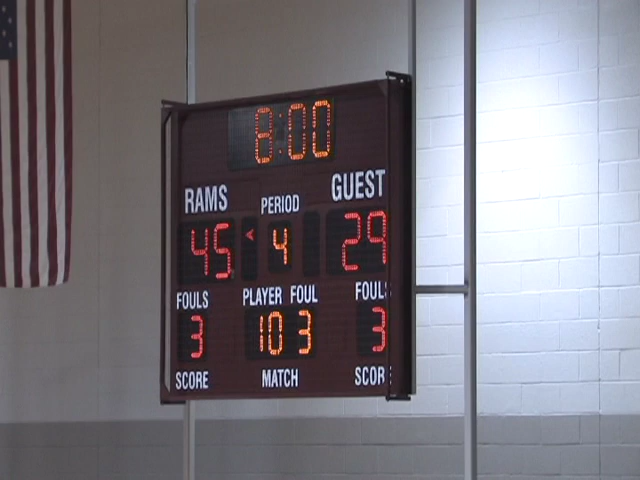 8:00
RAMS PERIOD GUEST
45 < 4 29
FOULS PLAYER FOUL FOULS
3 10 3 3
SCORE MATCH SCORE